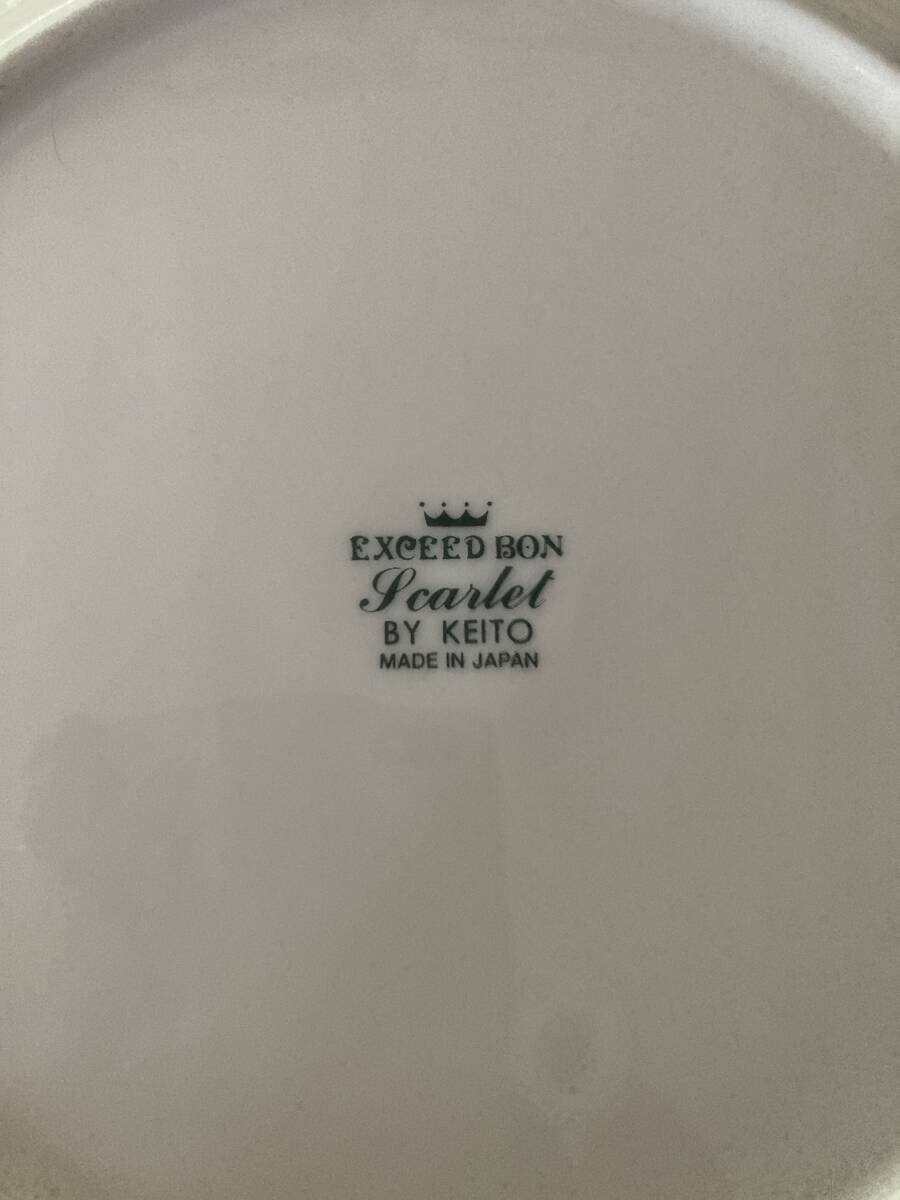 EXCEED BON
Scarlet
BY KEITO
MADE IN JAPAN